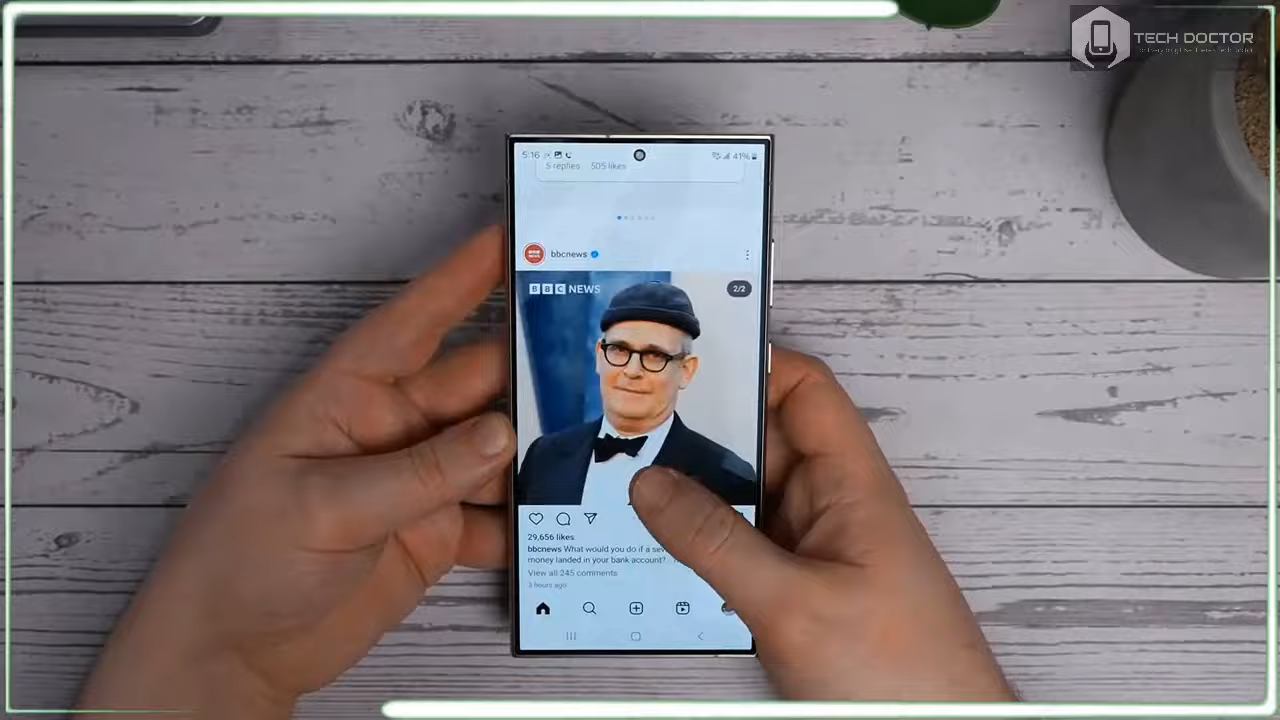 TECH DOCTOR
5:16
41%
5 replies 505 likes
bbcnews
BBC NEWS
2/2
29,656 likes
bbcnews What would you do if a
money landed in your bank account?
View all 245 comments
3 hours ago